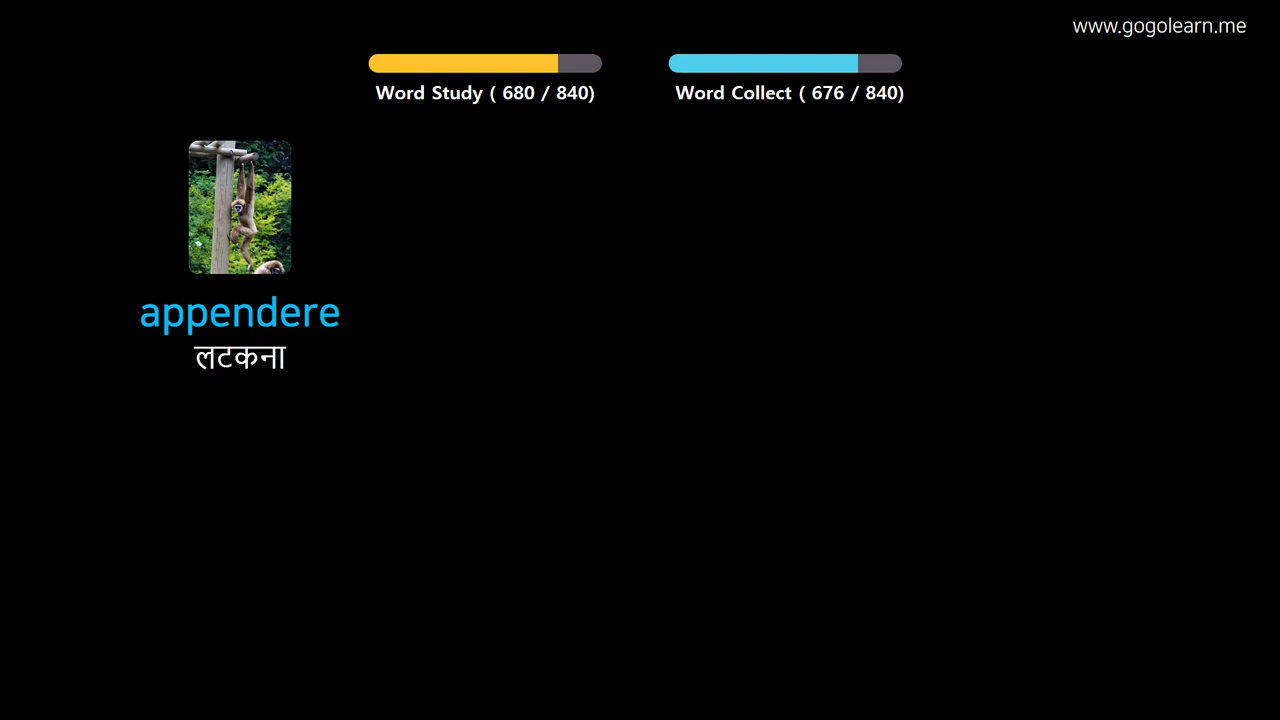 www.gogolearn.me
Word Study ( 680 / 840)
Word Collect ( 676 / 840)
appendere
लटकना